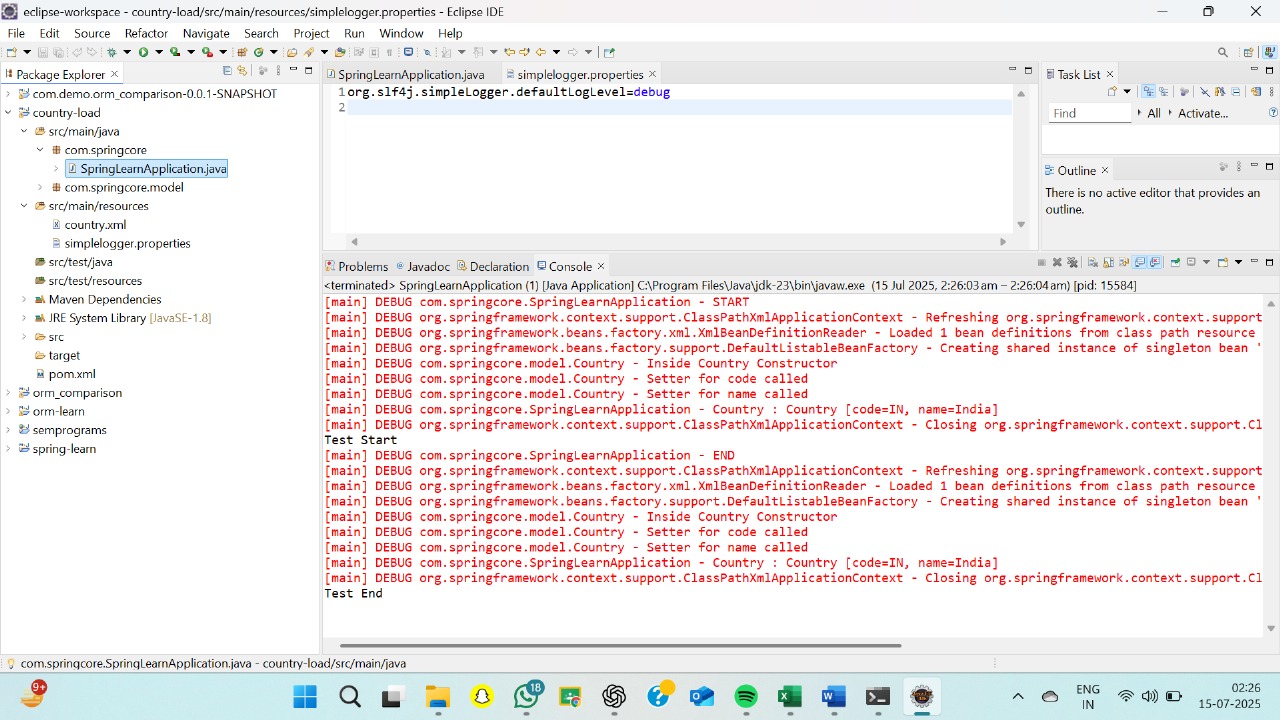 eclipse-workspace - country-load/src/main/resources/simplelogger.properties - Eclipse IDE
File Edit Source Refactor Navigate Search Project Run Window Help
Package Explorer
com.demo.orm_comparison-0.0.1-SNAPSHOT
country-load
src/main/java
com.springcore
SpringLearnApplication.java
com.springcore.model
src/main/resources
country.xml
simplelogger.properties
src/test/java
src/test/resources
Maven Dependencies
JRE System Library [JavaSE-1.8]
src
target
pom.xml
orm_comparison
orm-learn
semprograms
spring-learn
SpringLearnApplication.java simplelogger.properties
1 org.slf4j.simpleLogger.defaultLogLevel=debug
2
Task List
Find All Activate...
Outline
There is no active editor that provides an
outline.
Problems Javadoc Declaration Console
<terminated> SpringLearnApplication (1) [Java Application] C:\Program Files\Java\jdk-23\bin\javaw.exe (15 Jul 2025, 2:26:03 am – 2:26:04 am) [pid: 15584]
[main] DEBUG com.springcore.SpringLearnApplication - START
[main] DEBUG org.springframework.context.support.ClassPathXmlApplicationContext - Refreshing org.springframework.context.support
[main] DEBUG org.springframework.beans.factory.xml.XmlBeanDefinitionReader - Loaded 1 bean definitions from class path resource
[main] DEBUG org.springframework.beans.factory.support.DefaultListableBeanFactory - Creating shared instance of singleton bean '
[main] DEBUG com.springcore.model.Country - Inside Country Constructor
[main] DEBUG com.springcore.model.Country - Setter for code called
[main] DEBUG com.springcore.model.Country - Setter for name called
[main] DEBUG com.springcore.SpringLearnApplication - Country : Country [code=IN, name=India]
[main] DEBUG org.springframework.context.support.ClassPathXmlApplicationContext - Closing org.springframework.context.support.Cl
Test Start
[main] DEBUG com.springcore.SpringLearnApplication - END
[main] DEBUG org.springframework.context.support.ClassPathXmlApplicationContext - Refreshing org.springframework.context.support
[main] DEBUG org.springframework.beans.factory.xml.XmlBeanDefinitionReader - Loaded 1 bean definitions from class path resource
[main] DEBUG org.springframework.beans.factory.support.DefaultListableBeanFactory - Creating shared instance of singleton bean '
[main] DEBUG com.springcore.model.Country - Inside Country Constructor
[main] DEBUG com.springcore.model.Country - Setter for code called
[main] DEBUG com.springcore.model.Country - Setter for name called
[main] DEBUG com.springcore.SpringLearnApplication - Country : Country [code=IN, name=India]
[main] DEBUG org.springframework.context.support.ClassPathXmlApplicationContext - Closing org.springframework.context.support.Cl
Test End
com.springcore.SpringLearnApplication.java - country-load/src/main/java
9+
18
ENG
IN
02:26
15-07-2025